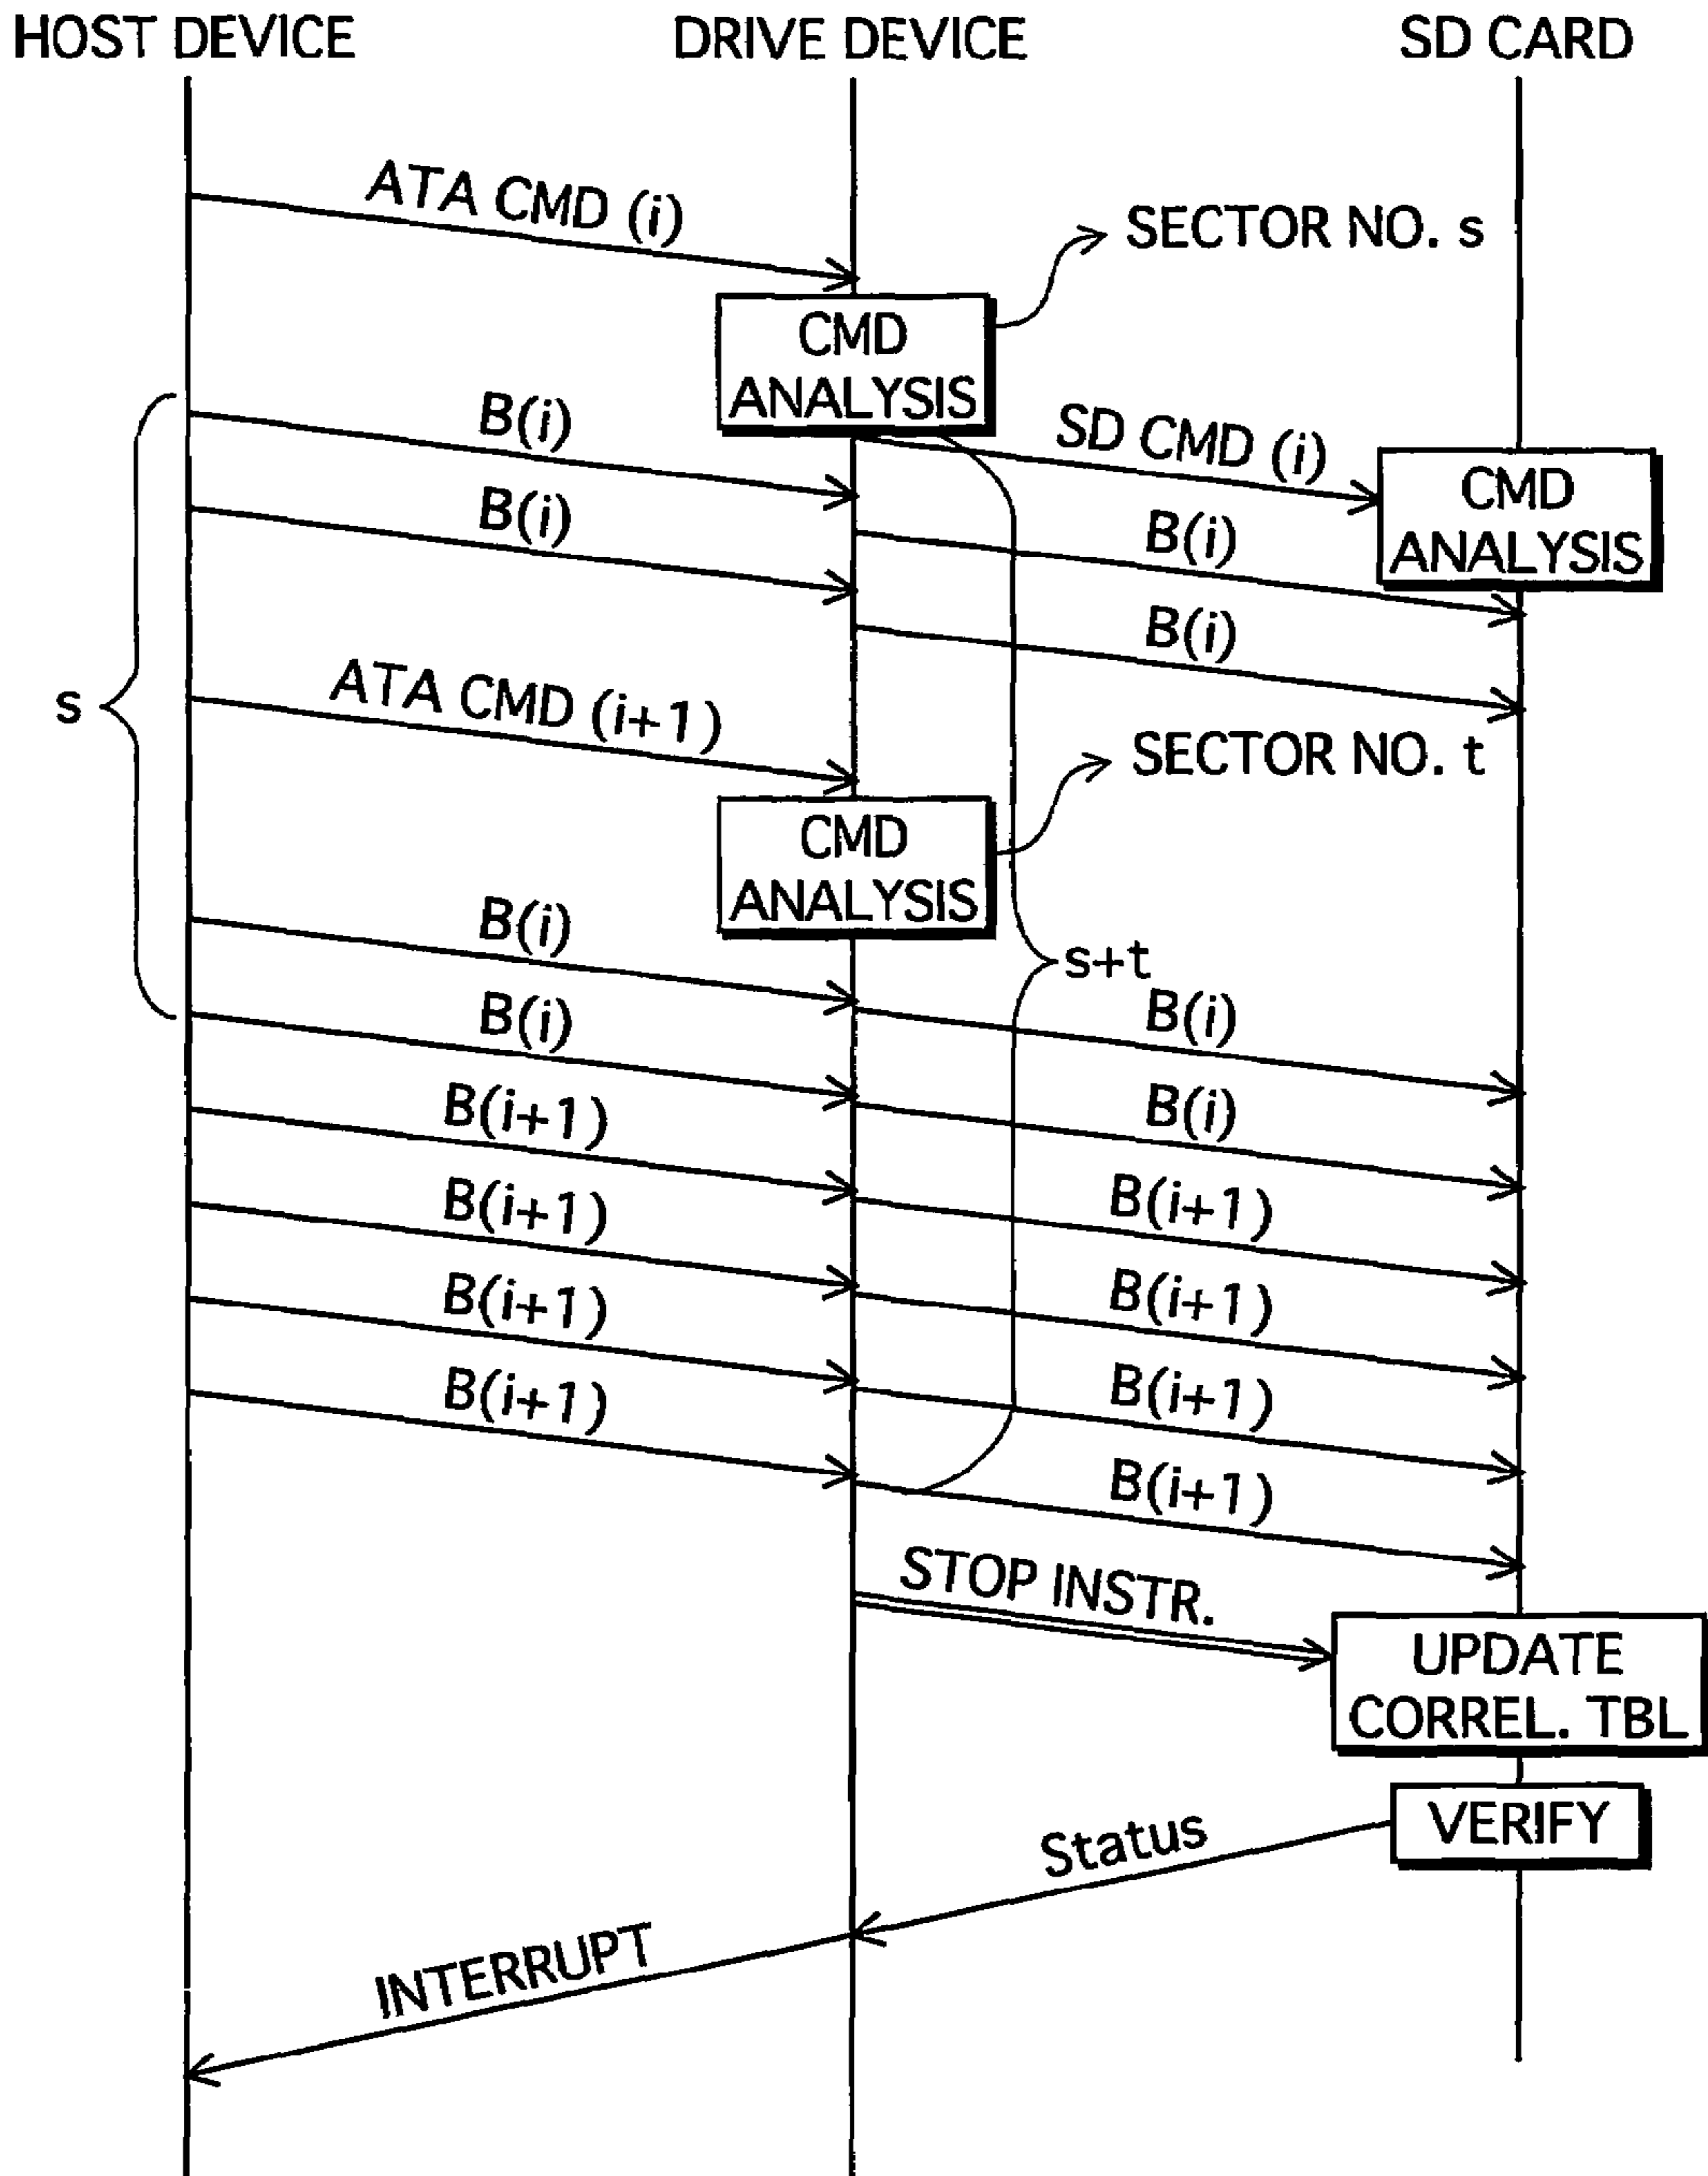 HOST DEVICE
DRIVE DEVICE
SD CARD
ATA CMD (i)
SECTOR NO. s
CMD
ANALYSIS
B(i)
SD CMD (i)
CMD
ANALYSIS
B(i)
B(i)
B(i)
s
ATA CMD (i+1)
SECTOR NO. t
CMD
ANALYSIS
B(i)
s+t
B(i)
B(i)
B(i+1)
B(i)
B(i+1)
B(i+1)
B(i+1)
B(i+1)
B(i+1)
B(i+1)
B(i+1)
STOP INSTR.
UPDATE
CORREL. TBL
VERIFY
Status
INTERRUPT